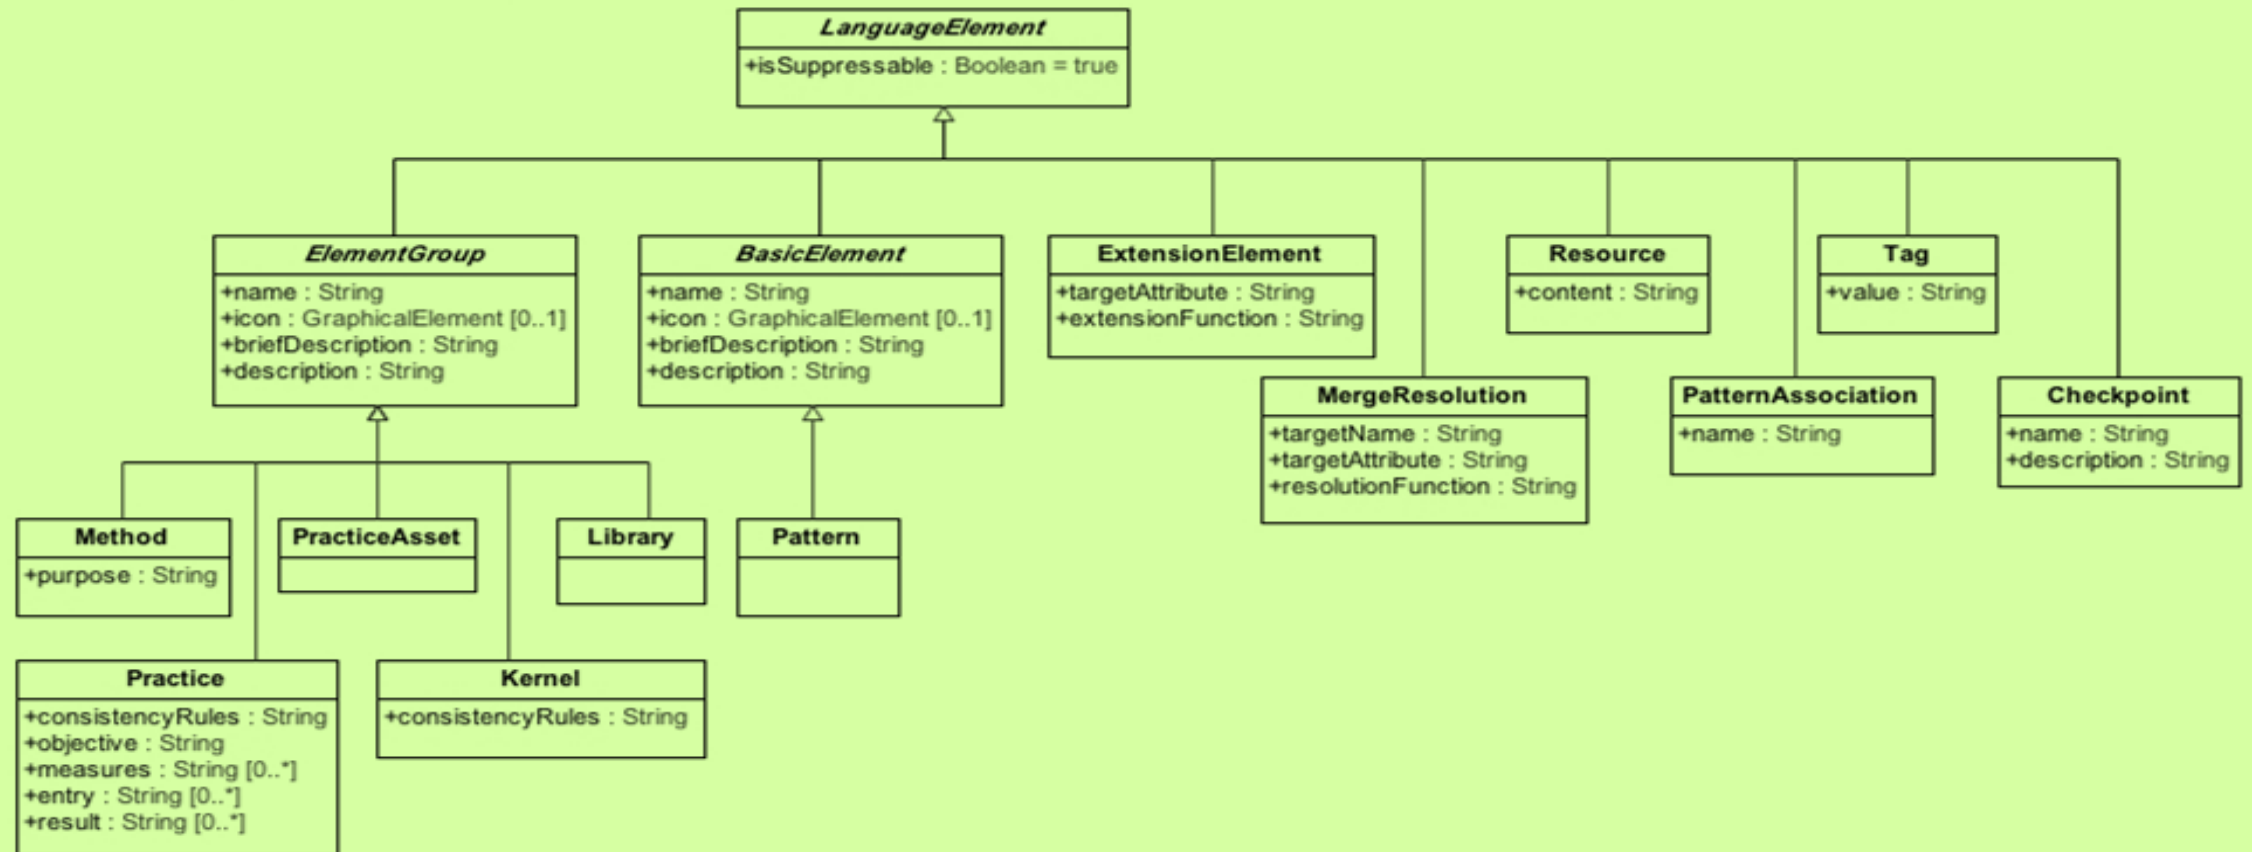 LanguageElement
+isSuppressable : Boolean = true
ElementGroup
+name : String
+icon : GraphicalElement [0..1]
+briefDescription : String
+description : String
BasicElement
+name : String
+icon : GraphicalElement [0..1]
+briefDescription : String
+description : String
ExtensionElement
+targetAttribute : String
+extensionFunction : String
Resource
+content : String
Tag
+value : String
MergeResolution
+targetName : String
+targetAttribute : String
+resolutionFunction : String
PatternAssociation
+name : String
Checkpoint
+name : String
+description : String
Method
+purpose : String
PracticeAsset
Library
Pattern
Practice
+consistencyRules : String
+objective : String
+measures : String [0..*]
+entry : String [0..*]
+result : String [0..*]
Kernel
+consistencyRules : String